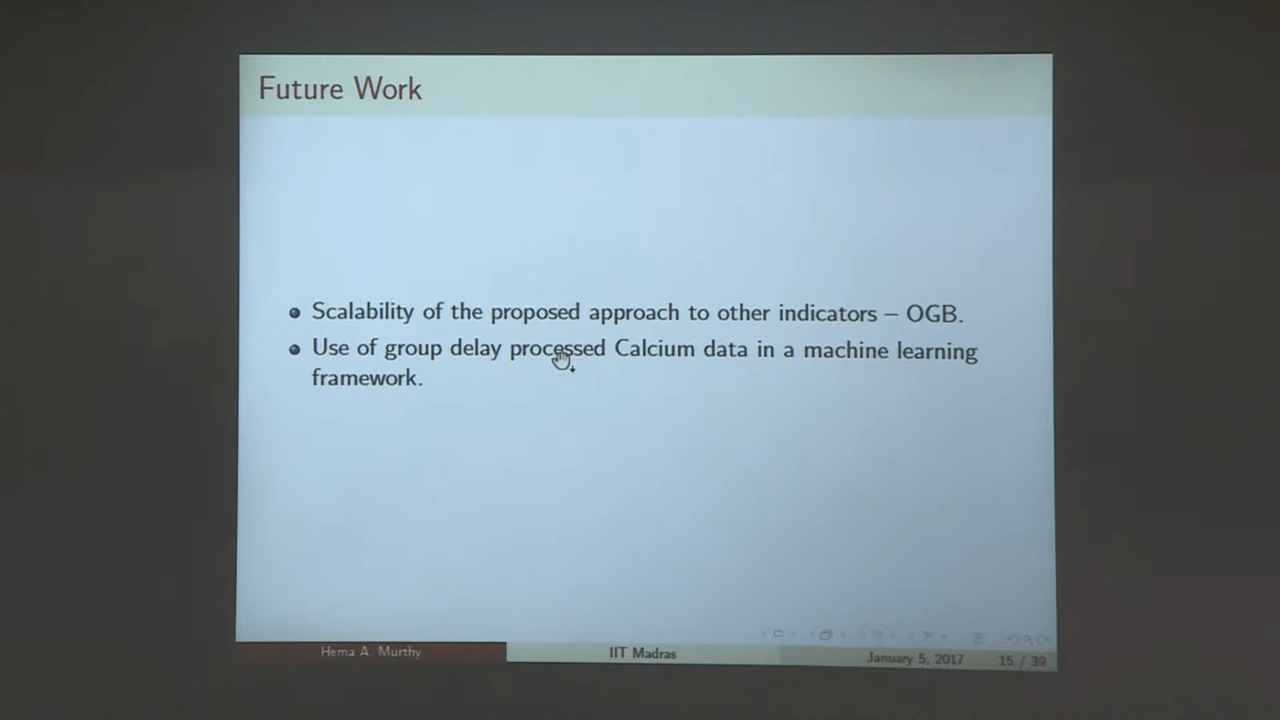 Future Work
Scalability of the proposed approach to other indicators – OGB.
Use of group delay processed Calcium data in a machine learning
framework.
Hema A. Murthy
IIT Madras
January 5, 2017
15 / 39